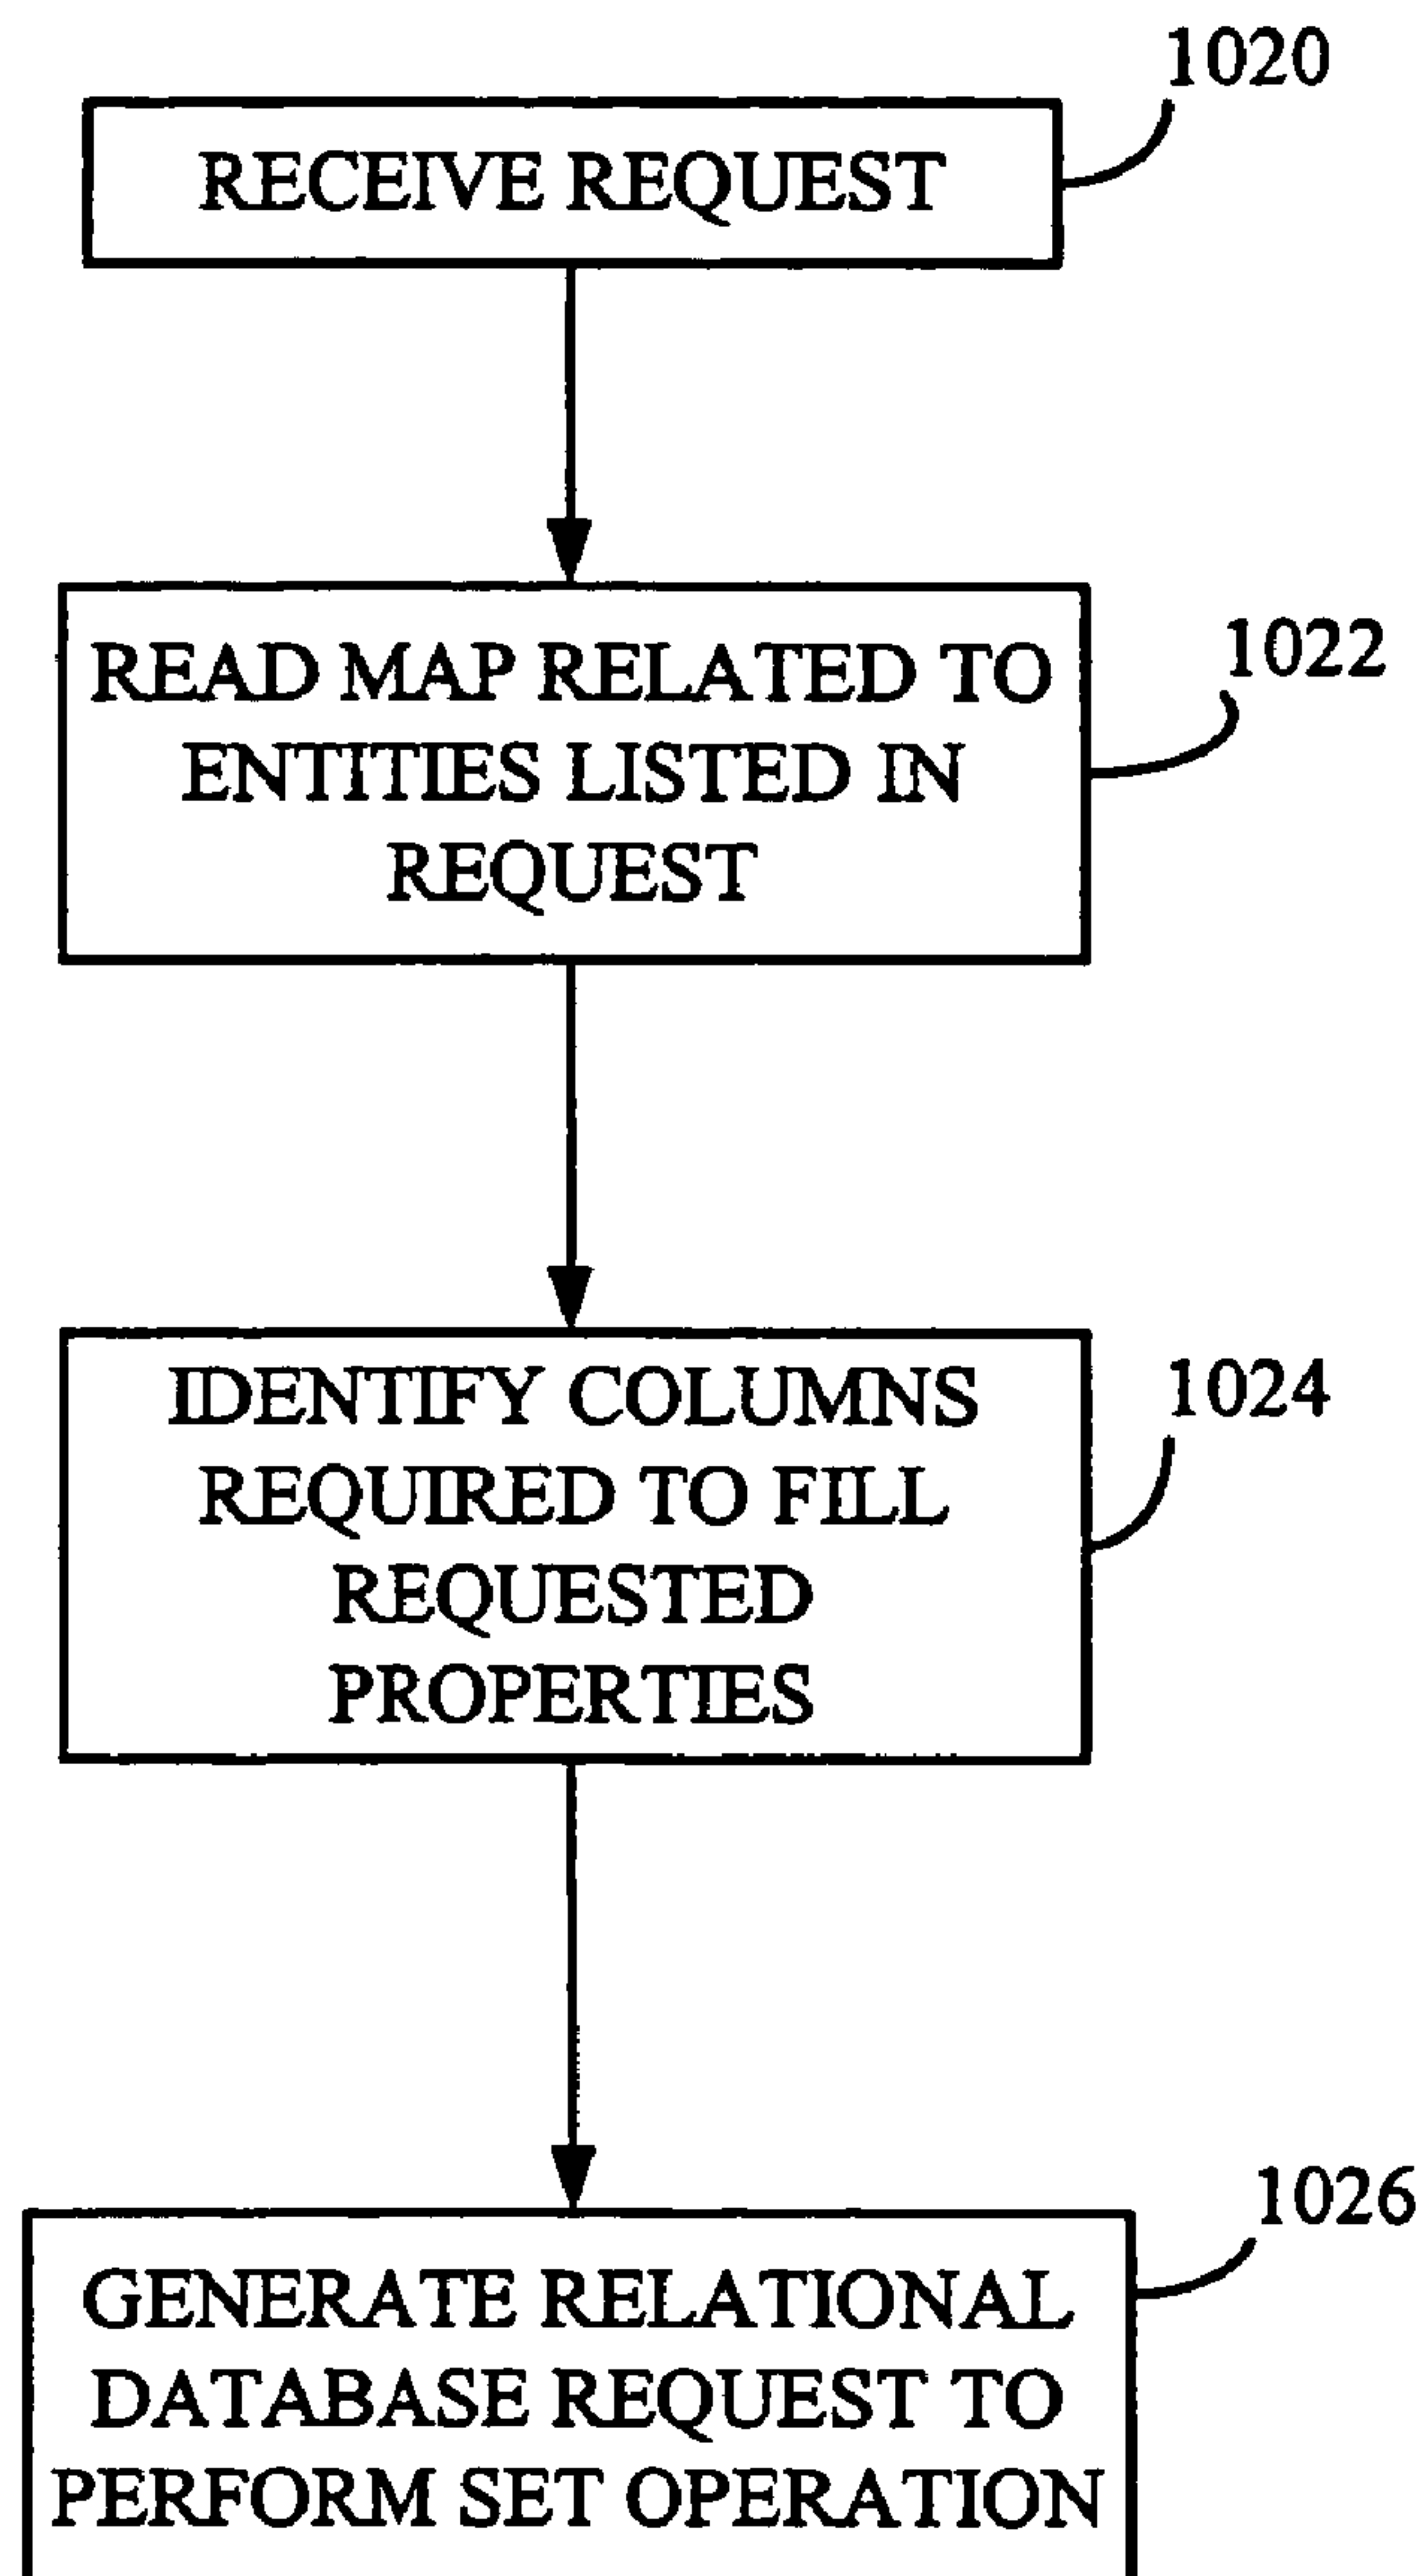 1020
RECEIVE REQUEST
1022
READ MAP RELATED TO
ENTITIES LISTED IN
REQUEST
1024
IDENTIFY COLUMNS
REQUIRED TO FILL
REQUESTED
PROPERTIES
1026
GENERATE RELATIONAL
DATABASE REQUEST TO
PERFORM SET OPERATION